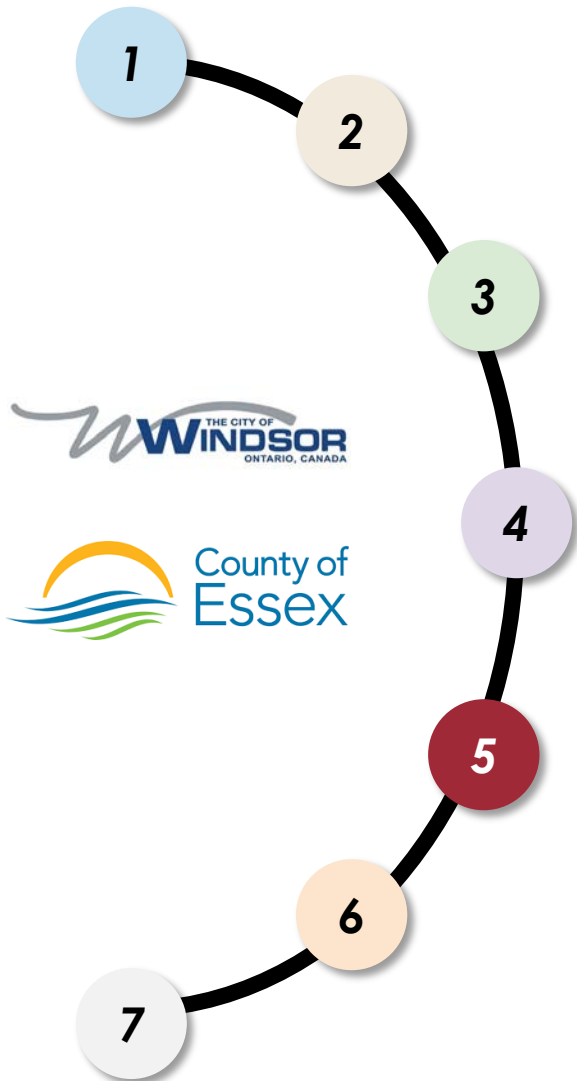 1
2
3
THE CITY OF
WINDSOR
ONTARIO, CANADA
4
County of
Essex
5
6
7